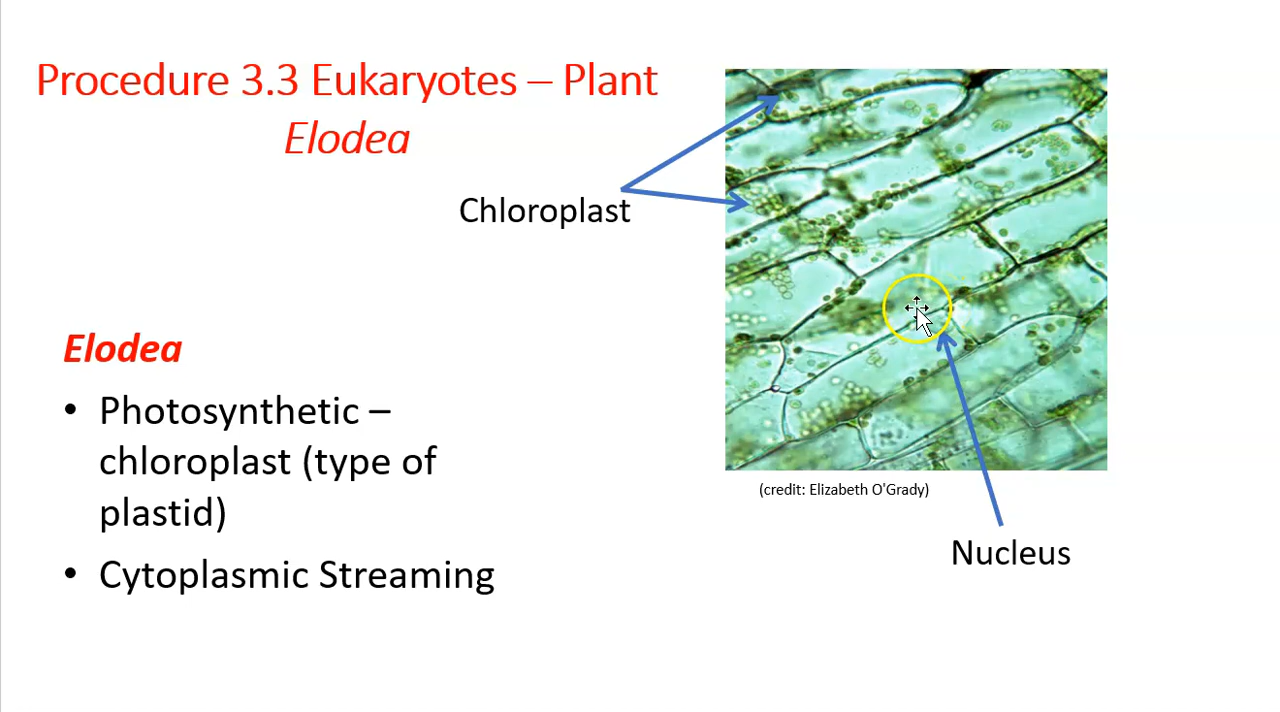 Procedure 3.3 Eukaryotes – Plant
Elodea
Chloroplast
Elodea
• Photosynthetic –
chloroplast (type of
plastid)
• Cytoplasmic Streaming
(credit: Elizabeth O'Grady)
Nucleus